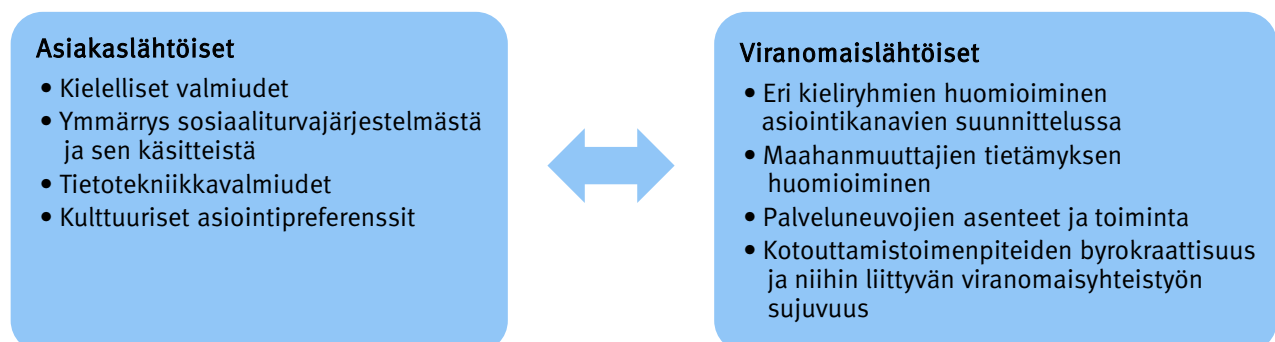 Asiakaslähtöiset
• Kielelliset valmiudet
• Ymmärrys sosiaaliturvajärjestelmästä
ja sen käsitteistä
• Tietotekniikkavalmiudet
• Kulttuuriset asiointipreferenssit
Viranomaislähtöiset
• Eri kieliryhmien huomioiminen
asiointikanavien suunnittelussa
• Maahanmuuttajien tietämyksen
huomioiminen
• Palveluneuvojien asenteet ja toiminta
• Kotouttamistoimenpiteiden byrokraattisuus
ja niihin liittyvän viranomaisyhteistyön
sujuvuus